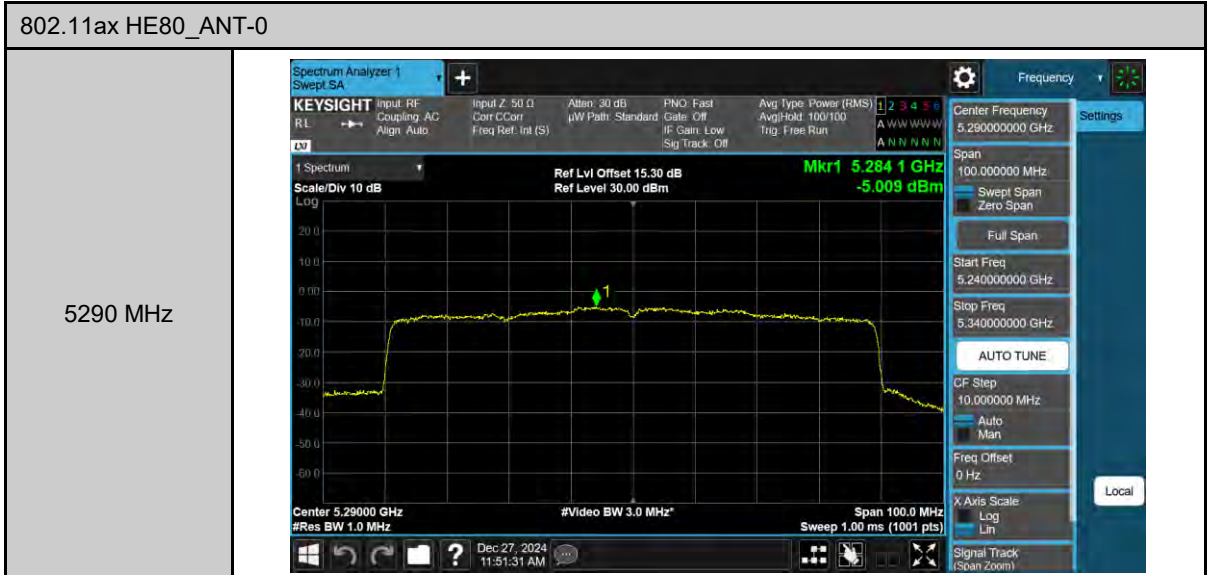 802.11ax HE80_ANT-0
5290 MHz
Spectrum Analyzer 1
Swept SA
+
Frequency
KEYSIGHT
RL
LXI
Input: RF
Coupling: AC
Align: Auto
Input Z: 50 Ω
Corr CCorr
Freq Ref: Int (S)
Atten: 30 dB
µW Path: Standard
PNO: Fast
Gate: Off
IF Gain: Low
Sig Track: Off
Avg Type: Power (RMS)
Avg|Hold: 100/100
Trig: Free Run
1 2 3 4 5 6
A W W W W W
A N N N N N
1 Spectrum
Scale/Div 10 dB
Log
Ref Lvl Offset 15.30 dB
Ref Level 30.00 dBm
Mkr1 5.284 1 GHz
-5.009 dBm
20.0
10.0
0.00
-10.0
-20.0
-30.0
-40.0
-50.0
-60.0
1
Center 5.29000 GHz
#Res BW 1.0 MHz
#Video BW 3.0 MHz*
Span 100.0 MHz
Sweep 1.00 ms (1001 pts)
?
Dec 27, 2024
11:51:31 AM
Center Frequency
5.290000000 GHz
Settings
Span
100.000000 MHz
Swept Span
Zero Span
Full Span
Start Freq
5.240000000 GHz
Stop Freq
5.340000000 GHz
AUTO TUNE
CF Step
10.000000 MHz
Auto
Man
Freq Offset
0 Hz
X Axis Scale
Log
Lin
Local
Signal Track
(Span Zoom)